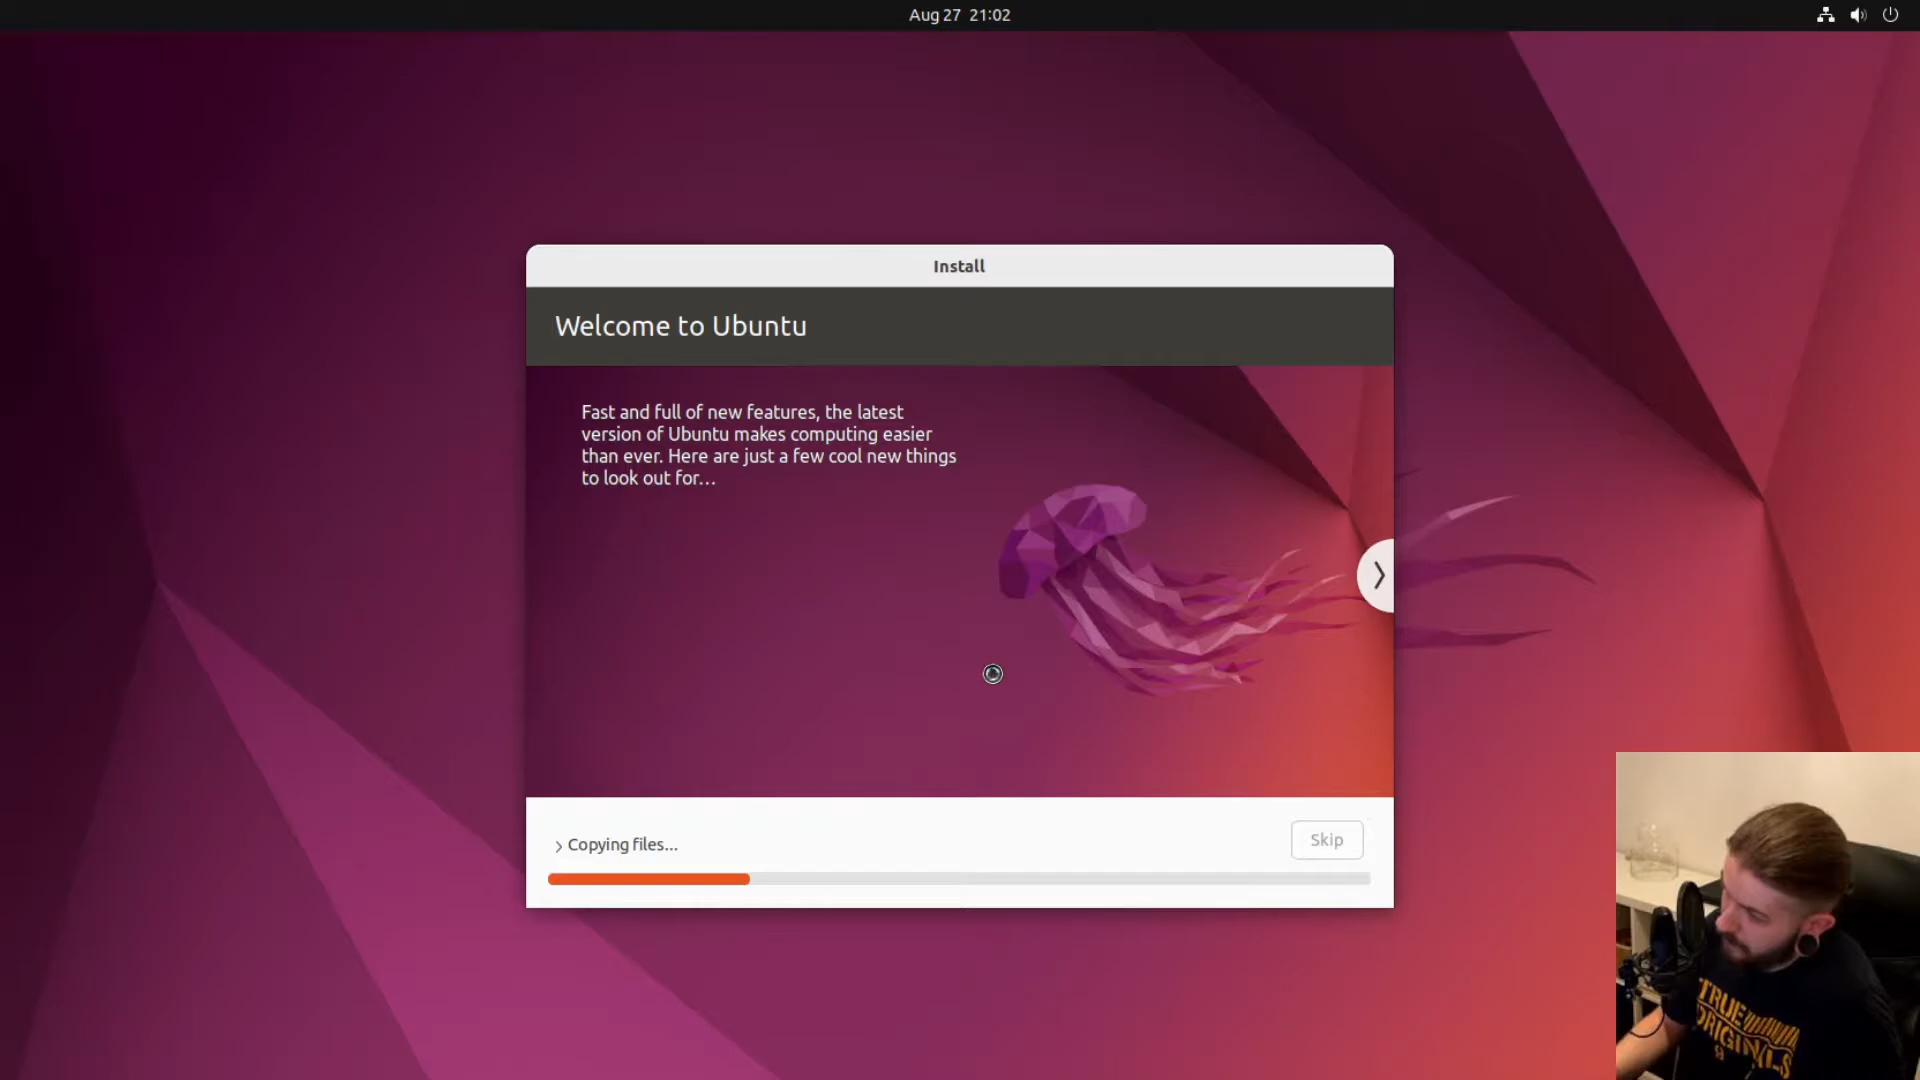 Aug 27 21:02
Install
Welcome to Ubuntu
Fast and full of new features, the latest
version of Ubuntu makes computing easier
than ever. Here are just a few cool new things
to look out for...
Copying files...
Skip
TRUE
ORIGINALS